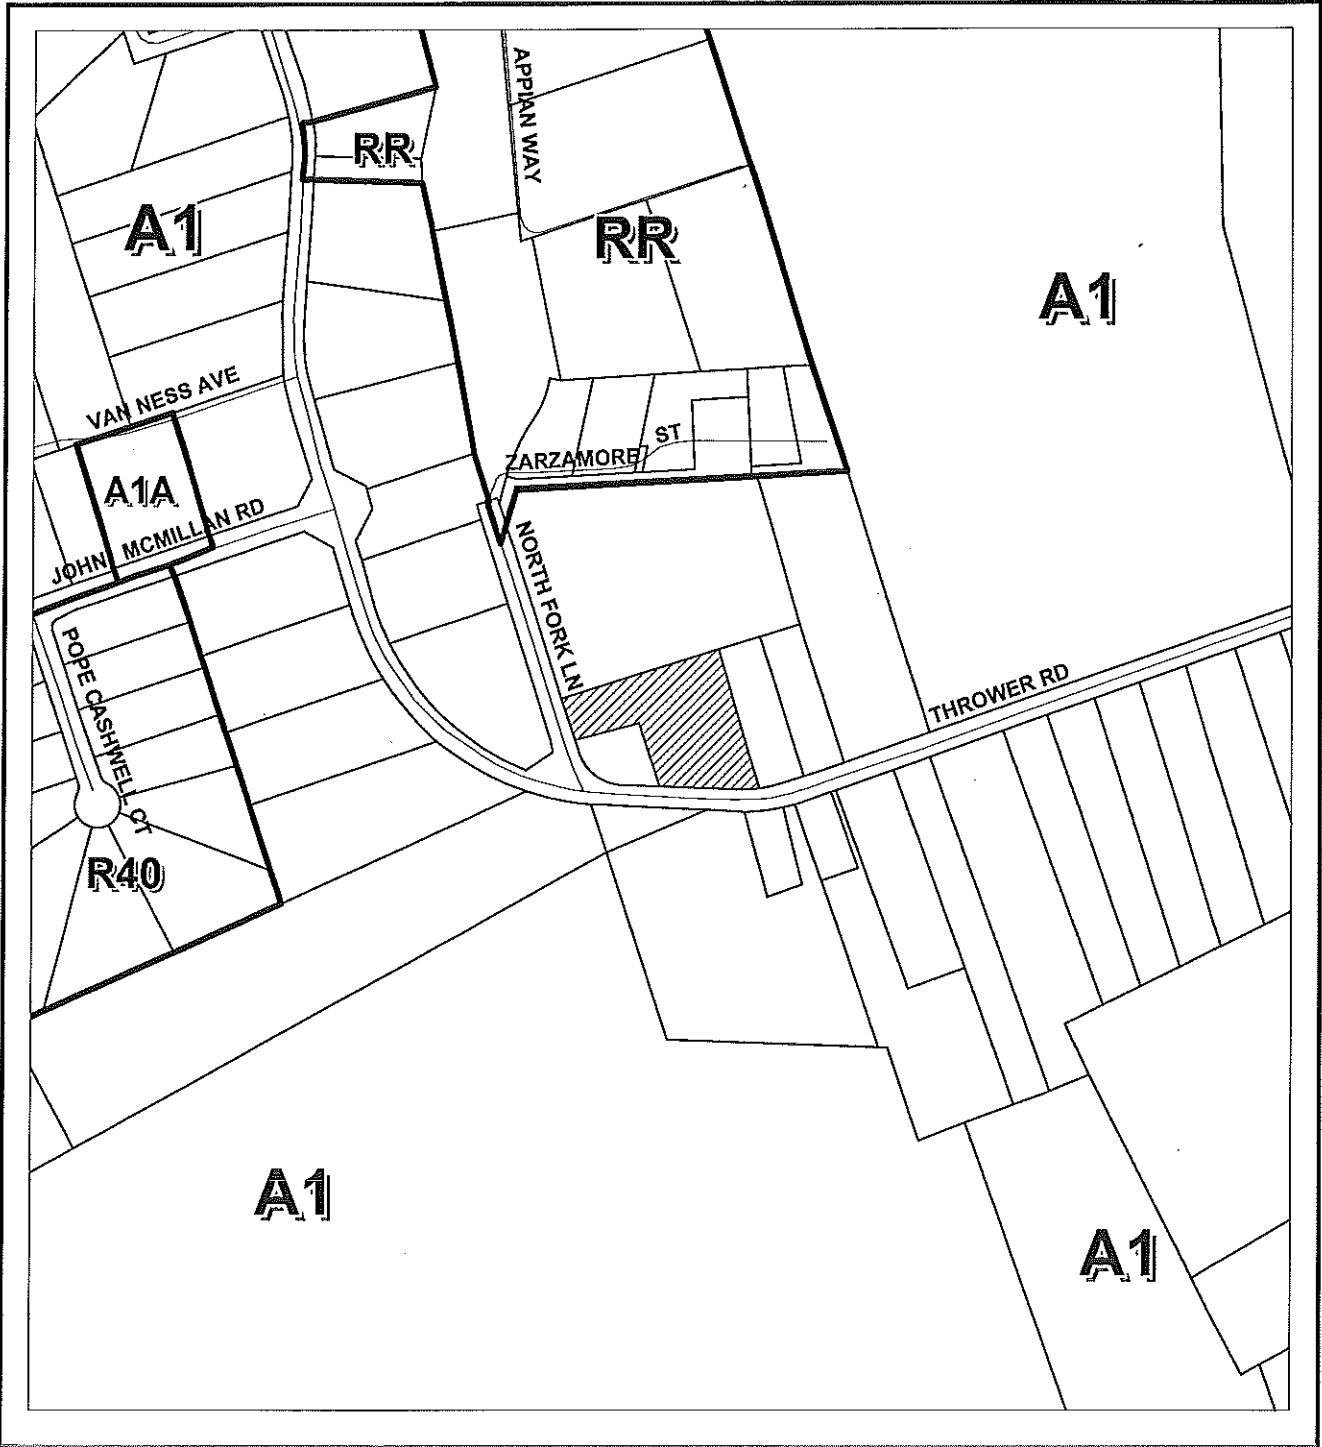 APPIAN WAY
RR
A1
RR
A1
VAN NESS AVE
ZARZAMORE ST
A1A
JOHN MCMILLAN RD
NORTH FORK LN
POPE CASHWELL CT
THROWER RD
R40
A1
A1